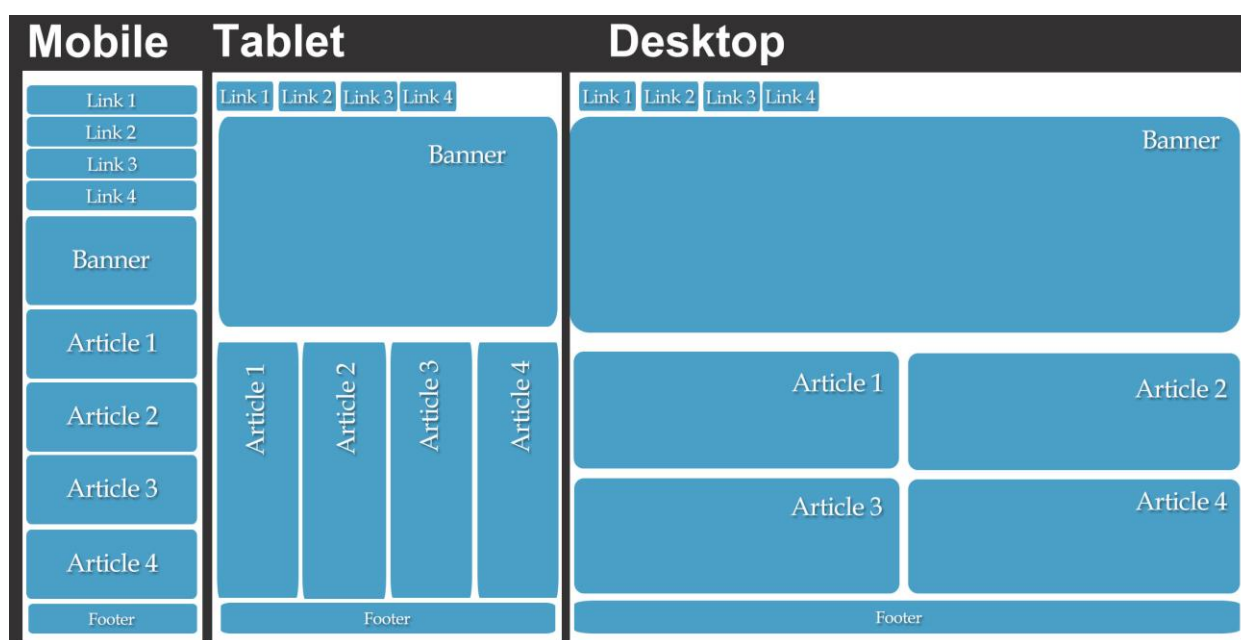 Mobile
Link 1
Link 2
Link 3
Link 4
Banner
Article 1
Article 2
Article 3
Article 4
Footer
Tablet
Link 1 Link 2 Link 3 Link 4
Banner
Article 1
Article 2
Article 3
Article 4
Footer
Desktop
Link 1 Link 2 Link 3 Link 4
Banner
Article 1
Article 2
Article 3
Article 4
Footer